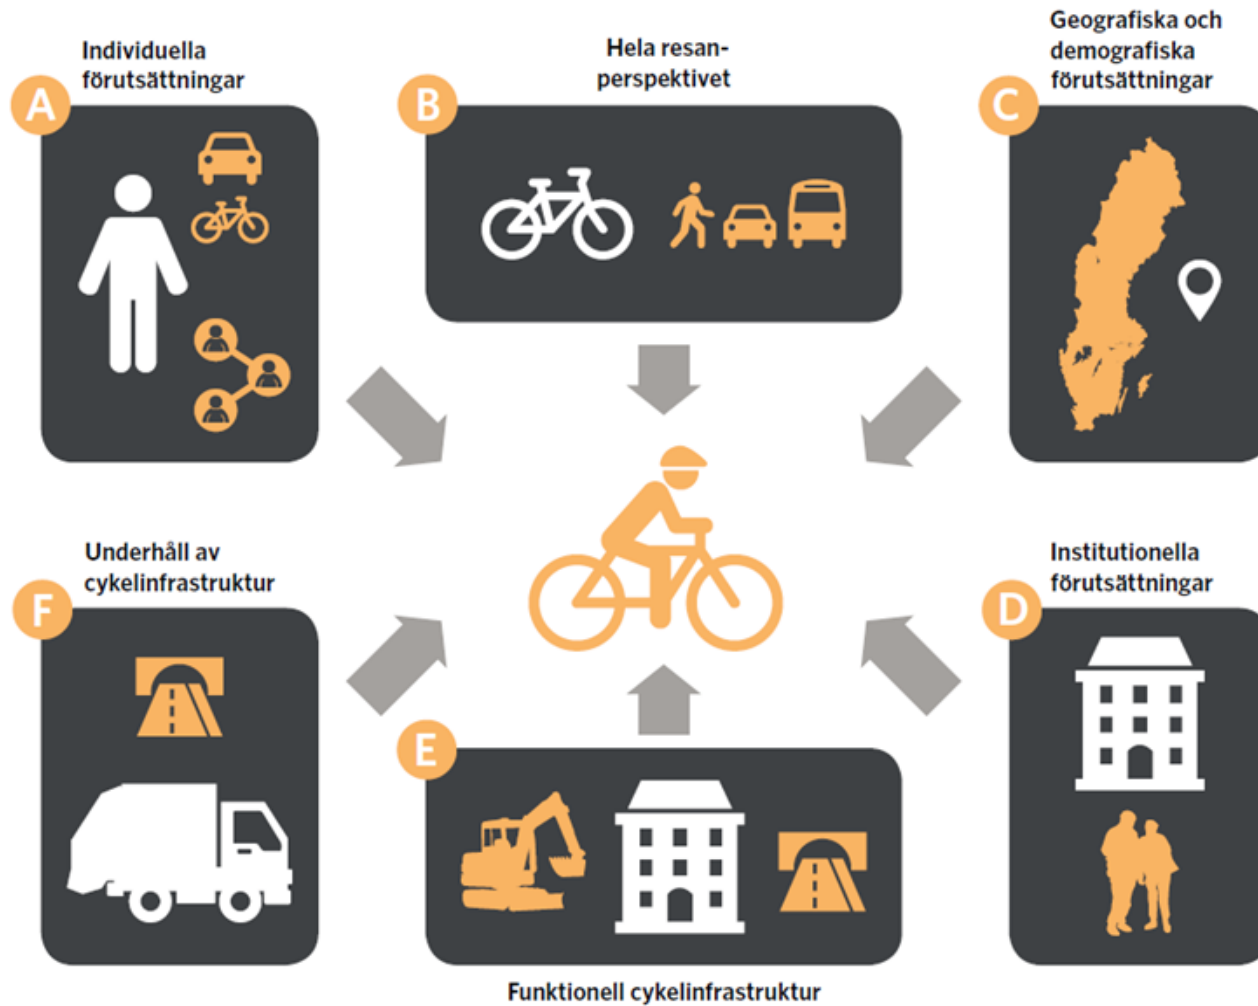 A
Individuella
förutsättningar
B
Hela resan-
perspektivet
C
Geografiska och
demografiska
förutsättningar
F
Underhåll av
cykelinfrastruktur
D
Institutionella
förutsättningar
E
Funktionell cykelinfrastruktur